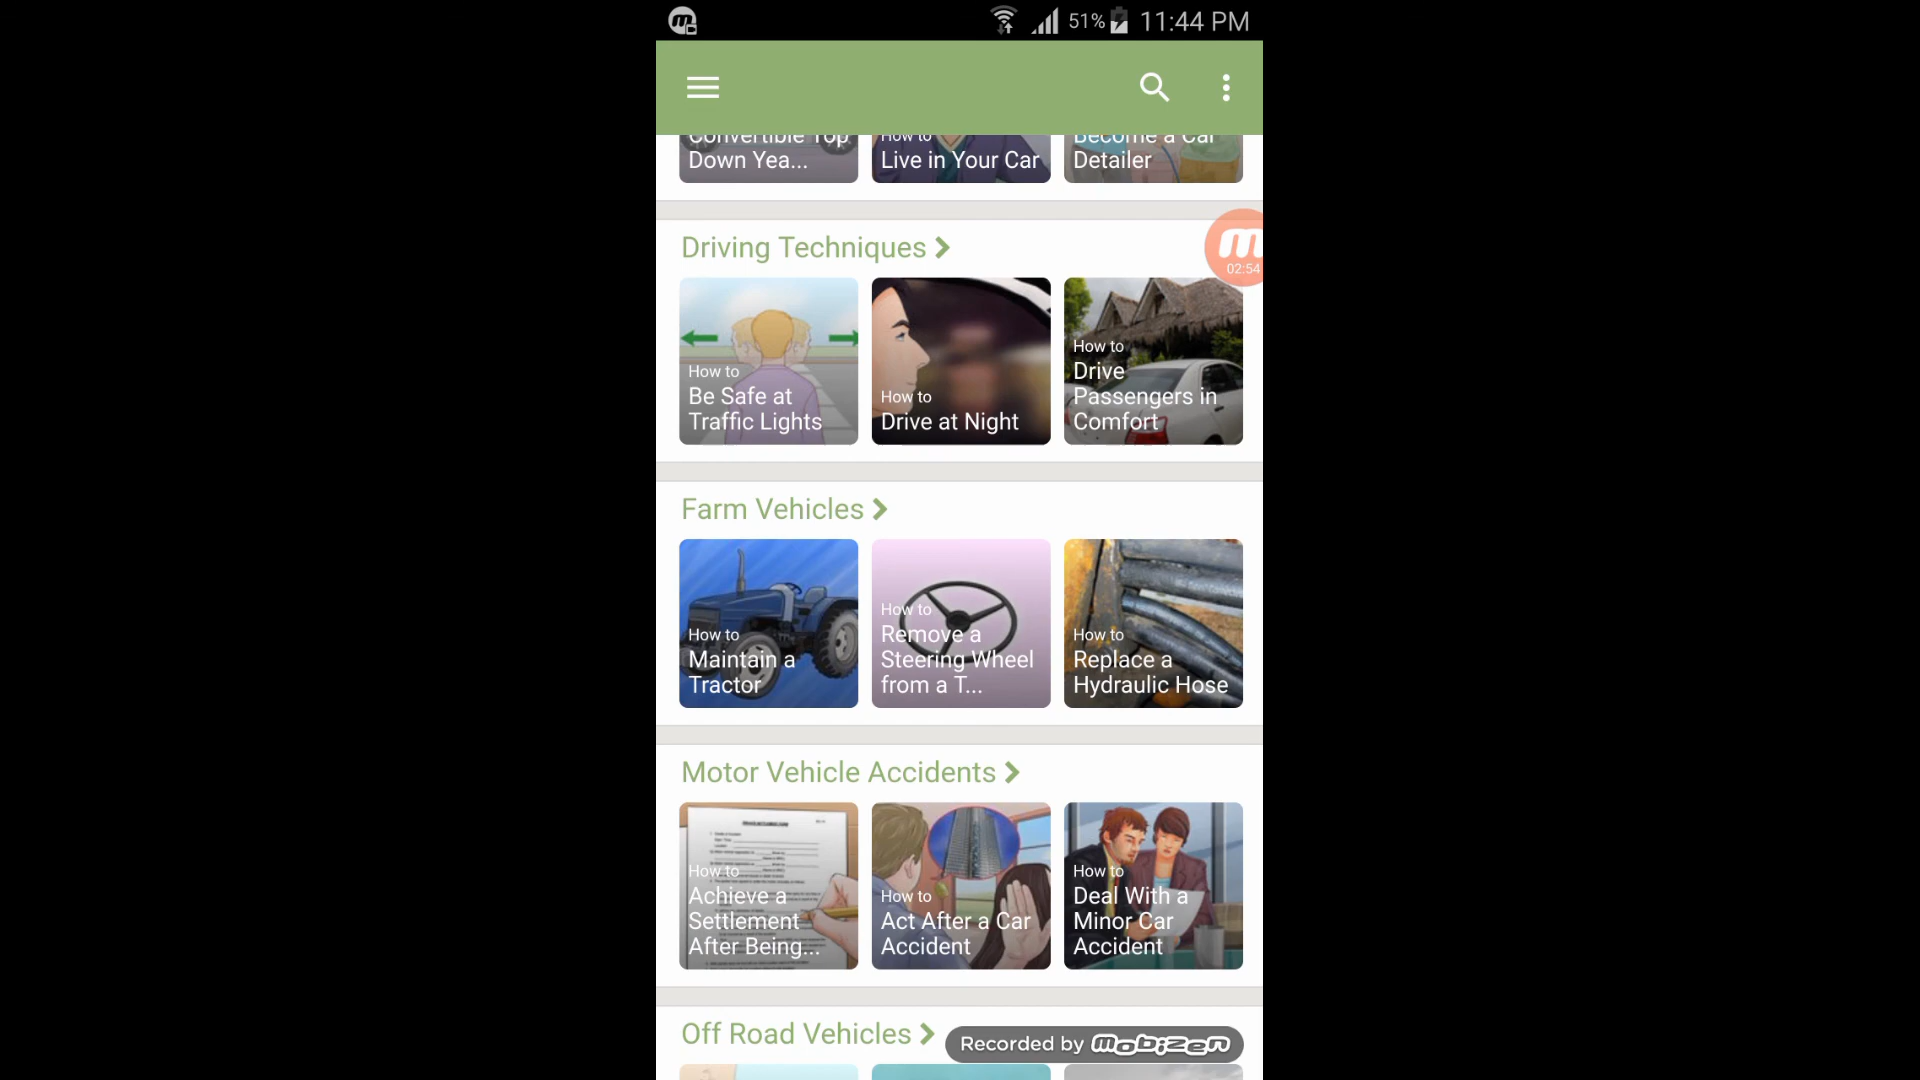 51% 11:44 PM
Convertible Top
Down Yea...
How to
Live in Your Car
Become a Car
Detailer
Driving Techniques
02:54
How to
Be Safe at
Traffic Lights
How to
Drive at Night
How to
Drive
Passengers in
Comfort
Farm Vehicles
How to
Maintain a
Tractor
How to
Remove a
Steering Wheel
from a T...
How to
Replace a
Hydraulic Hose
Motor Vehicle Accidents
How to
Achieve a
Settlement
After Being...
How to
Act After a Car
Accident
How to
Deal With a
Minor Car
Accident
Off Road Vehicles
Recorded by Mobizen